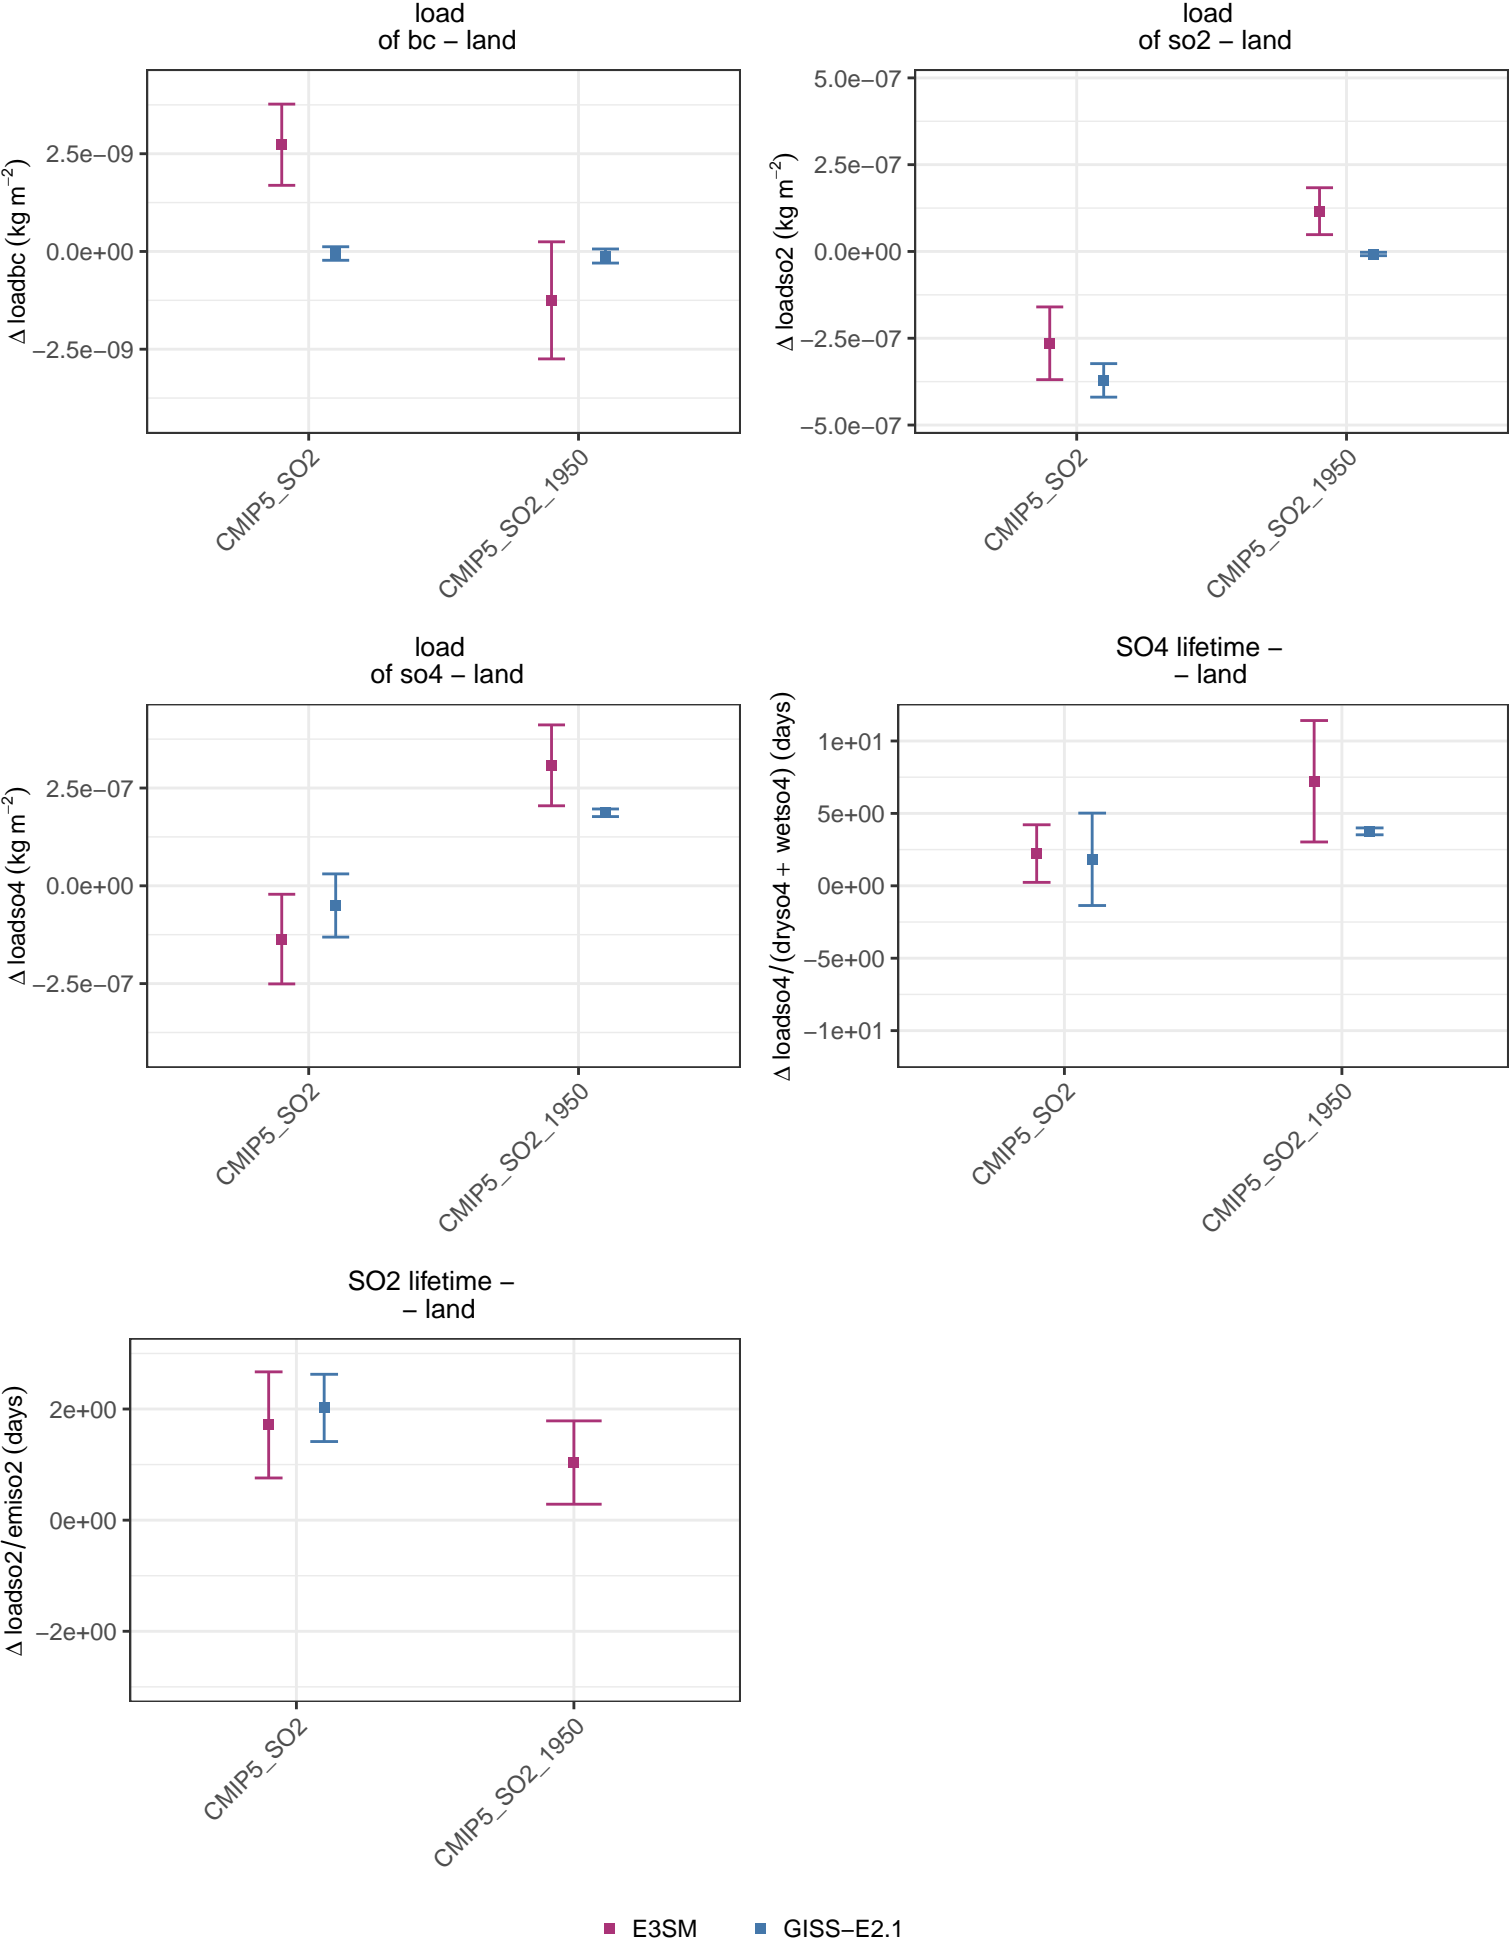 load
of bc − land
Δ loadbc (kg m⁻²)
2.5e−09
0.0e+00
−2.5e−09
CMIP5_SO2
CMIP5_SO2_1950
load
of so2 − land
Δ loadso2 (kg m⁻²)
5.0e−07
2.5e−07
0.0e+00
−2.5e−07
−5.0e−07
CMIP5_SO2
CMIP5_SO2_1950
load
of so4 − land
Δ loadso4 (kg m⁻²)
2.5e−07
0.0e+00
−2.5e−07
CMIP5_SO2
CMIP5_SO2_1950
SO4 lifetime −
− land
Δ loadso4/(dryso4 + wetso4) (days)
1e+01
5e+00
0e+00
−5e+00
−1e+01
CMIP5_SO2
CMIP5_SO2_1950
SO2 lifetime −
− land
Δ loadso2/emiso2 (days)
2e+00
0e+00
−2e+00
CMIP5_SO2
CMIP5_SO2_1950
E3SM
GISS−E2.1